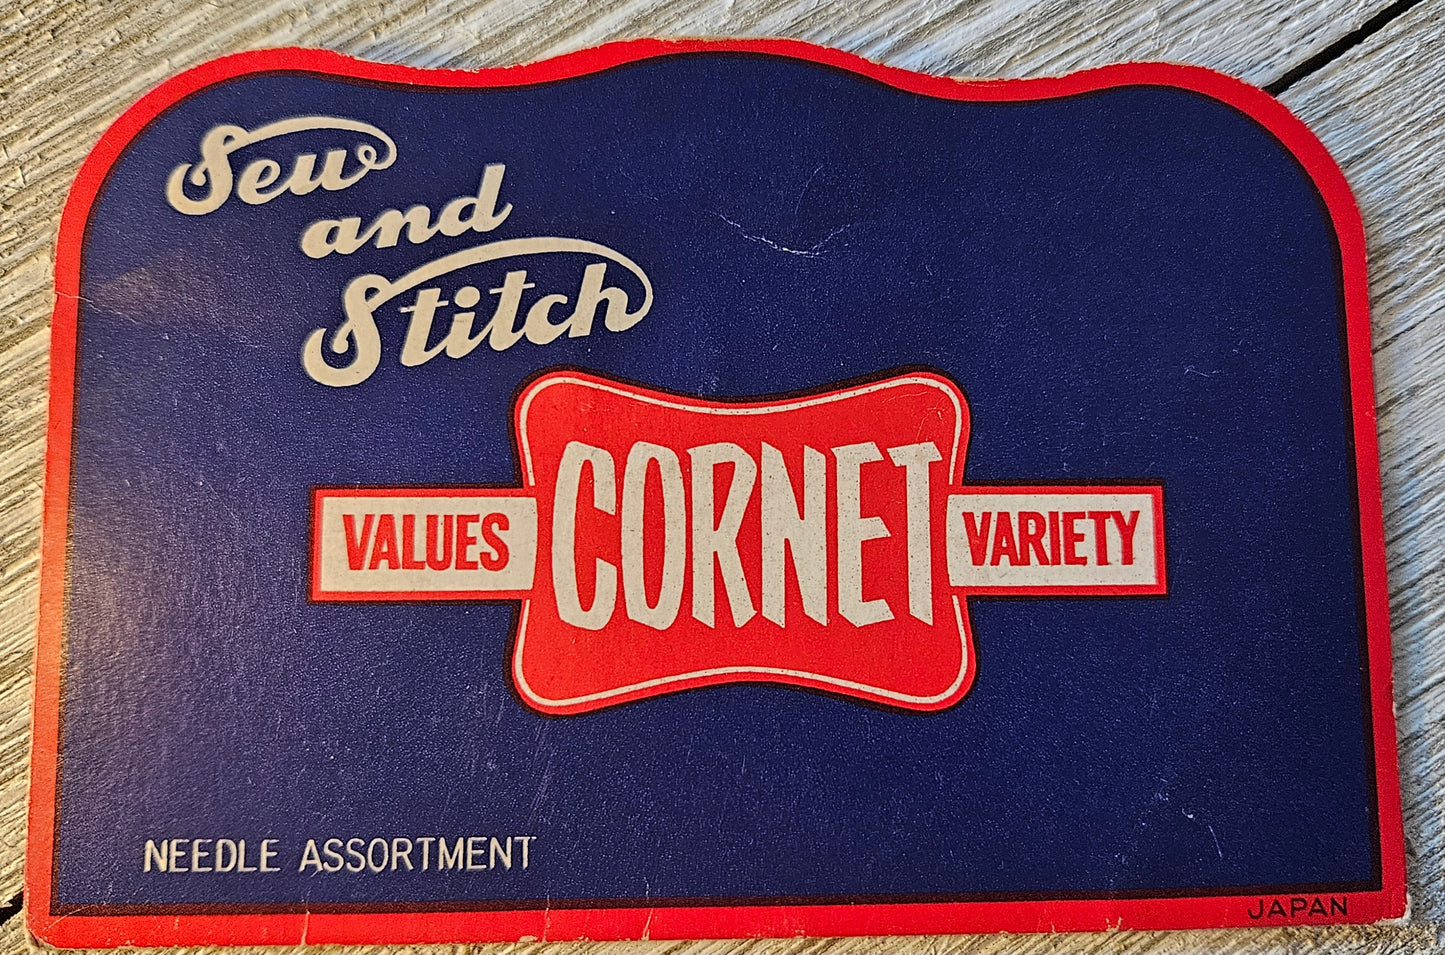 Sew
and
Stitch
VALUES CORNET VARIETY
NEEDLE ASSORTMENT
JAPAN